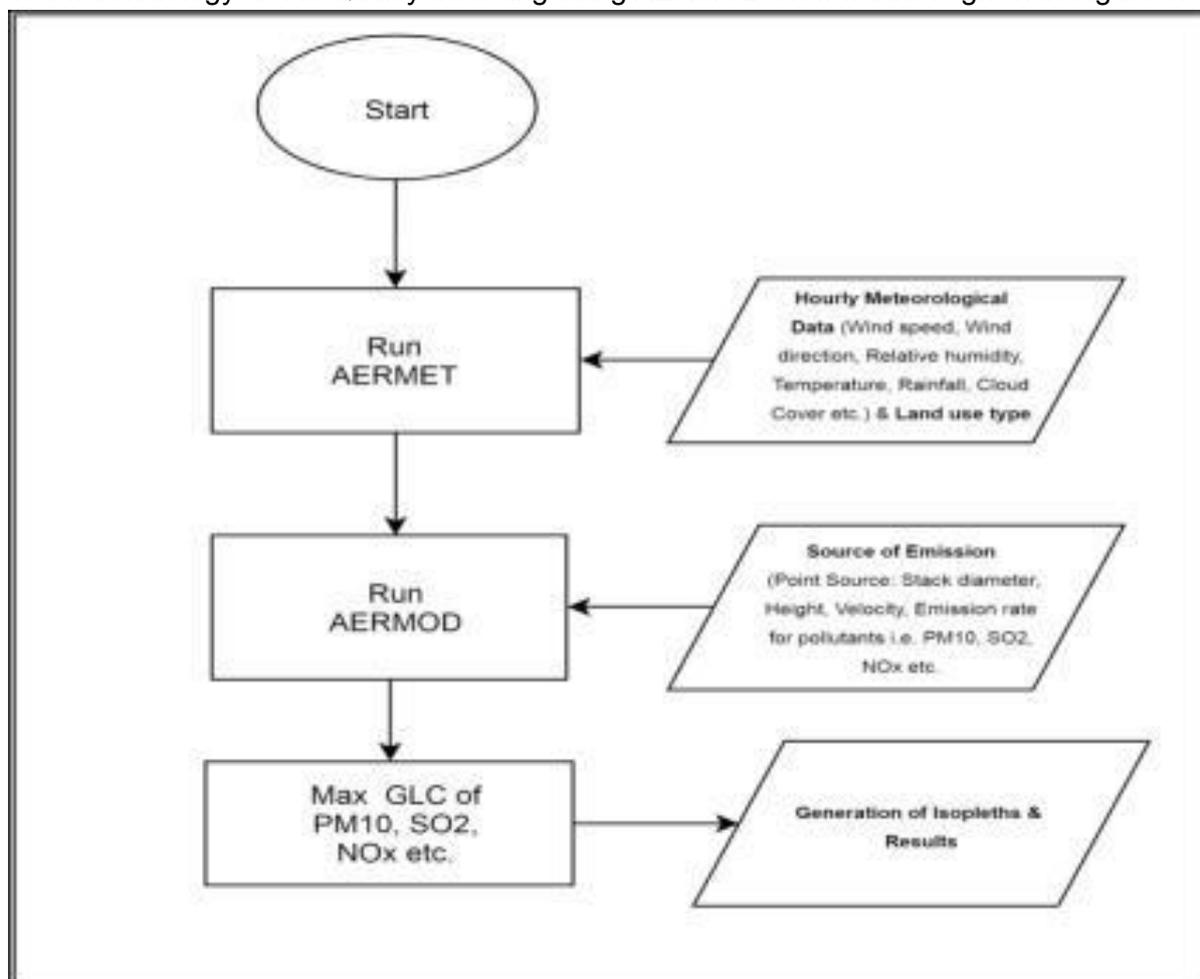 Start
Run
AERMET
Hourly Meteorological
Data (Wind speed, Wind
direction, Relative humidity,
Temperature, Rainfall, Cloud
Cover etc.) & Land use type
Run
AERMOD
Source of Emission
(Point Source: Stack diameter,
Height, Velocity, Emission rate
for pollutants i.e. PM10, SO2,
NOx etc.
Max GLC of
PM10, SO2,
NOx etc.
Generation of Isopleths &
Results